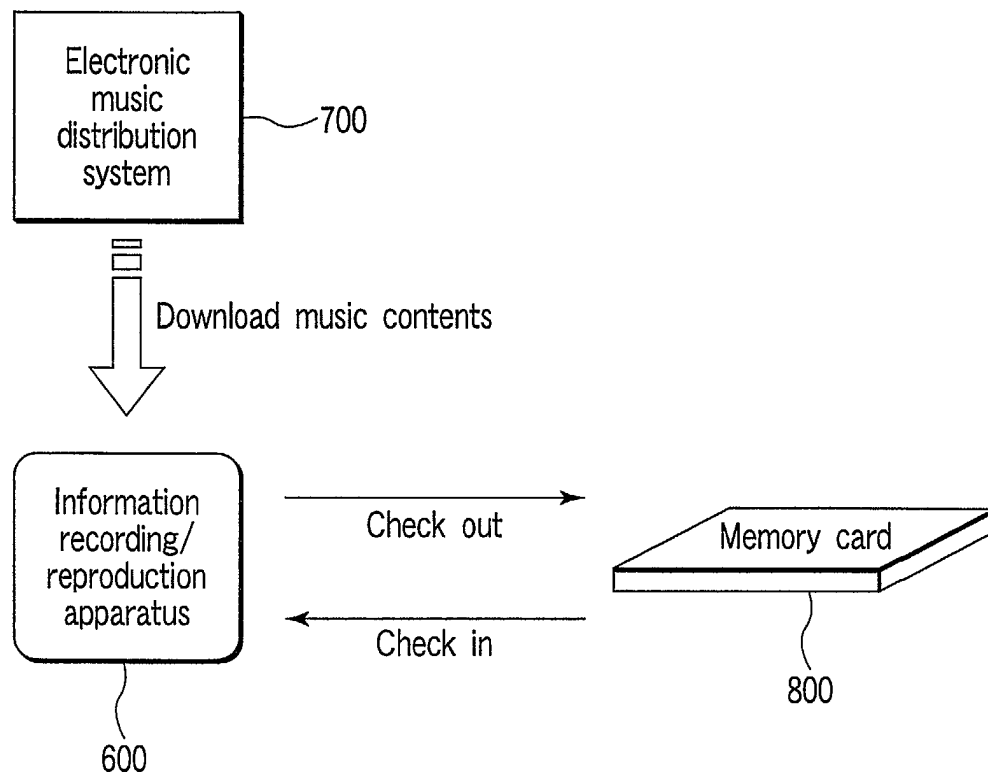 Electronic
music
distribution
system
700
Download music contents
Information
recording/
reproduction
apparatus
Check out
Memory card
Check in
800
600